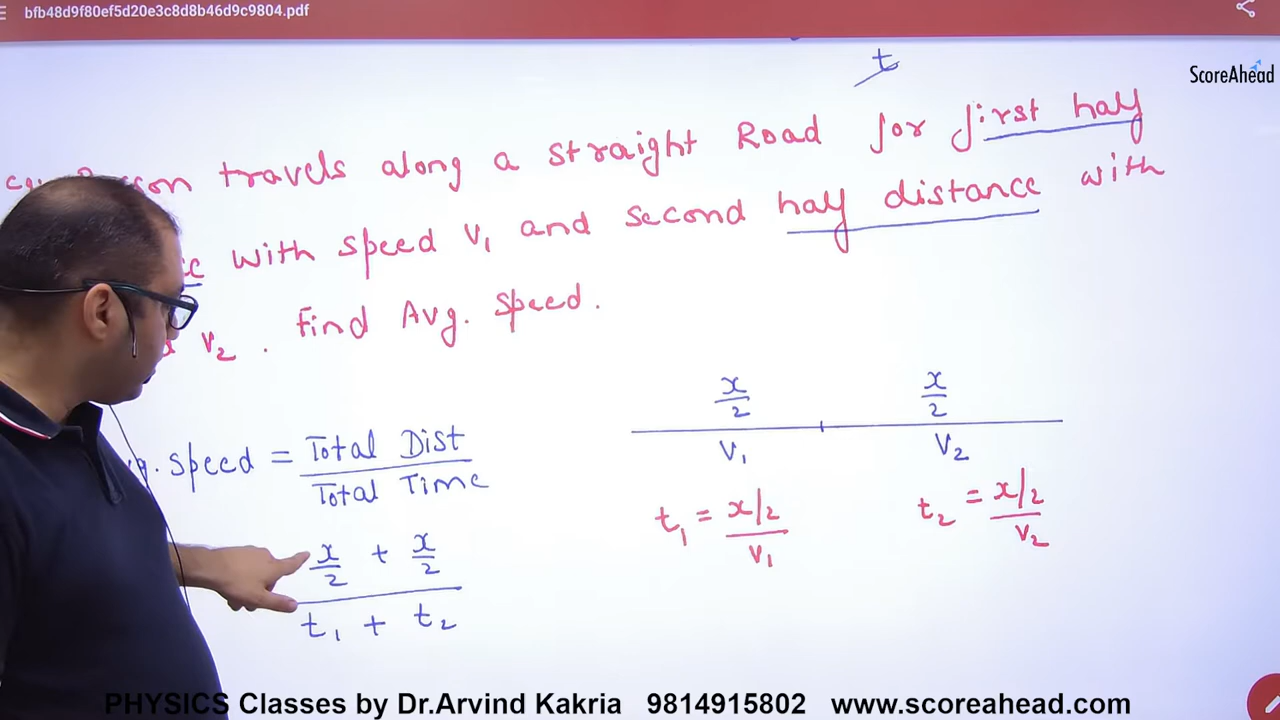 bfb48d9f80ef5d20e3c8d8b46d9c9804.pdf
ScoreAhead
t
travels along a straight Road for first half
with speed V₁ and second half distance with
V₂ . Find Avg. speed.
speed = Total Dist / Total Time
x/2 + x/2
t₁ + t₂
x/2 x/2
V₁ V₂
t₁ = x/2 / V₁ t₂ = x/2 / V₂
PHYSICS Classes by Dr.Arvind Kakria 9814915802 www.scoreahead.com